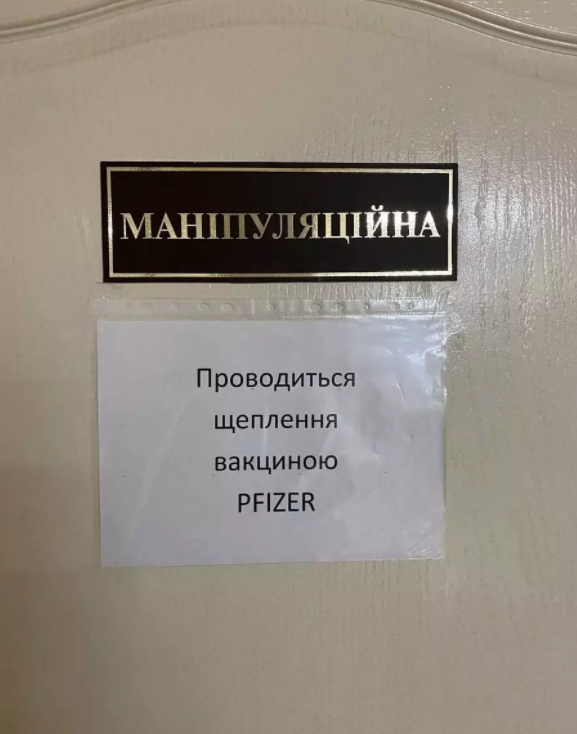 МАНІПУЛЯЦІЙНА
Проводиться
щеплення
вакциною
PFIZER